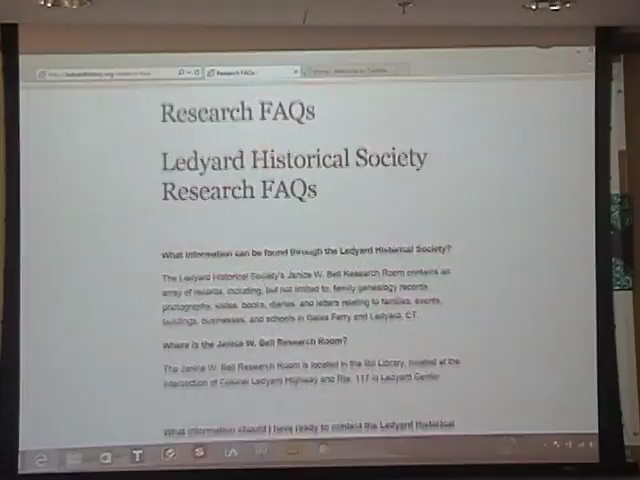 Research FAQs
Research FAQs
Ledyard Historical Society
Research FAQs
What information can be found through the Ledyard Historical Society?
The Ledyard Historical Society's Janice W. Bell Research Room contains an
array of records, including, but not limited to, family genealogy records,
photographs, books, diaries, and letters relating to families, events,
buildings, businesses, and schools in Gales Ferry and Ledyard, CT.
Where is the Janice W. Bell Research Room?
The Janice W. Bell Research Room is located in the Bill Library, located at the
intersection of Colonel Ledyard Highway and Rte. 117 in Ledyard Center.
What information should I have ready to contact the Ledyard Historical